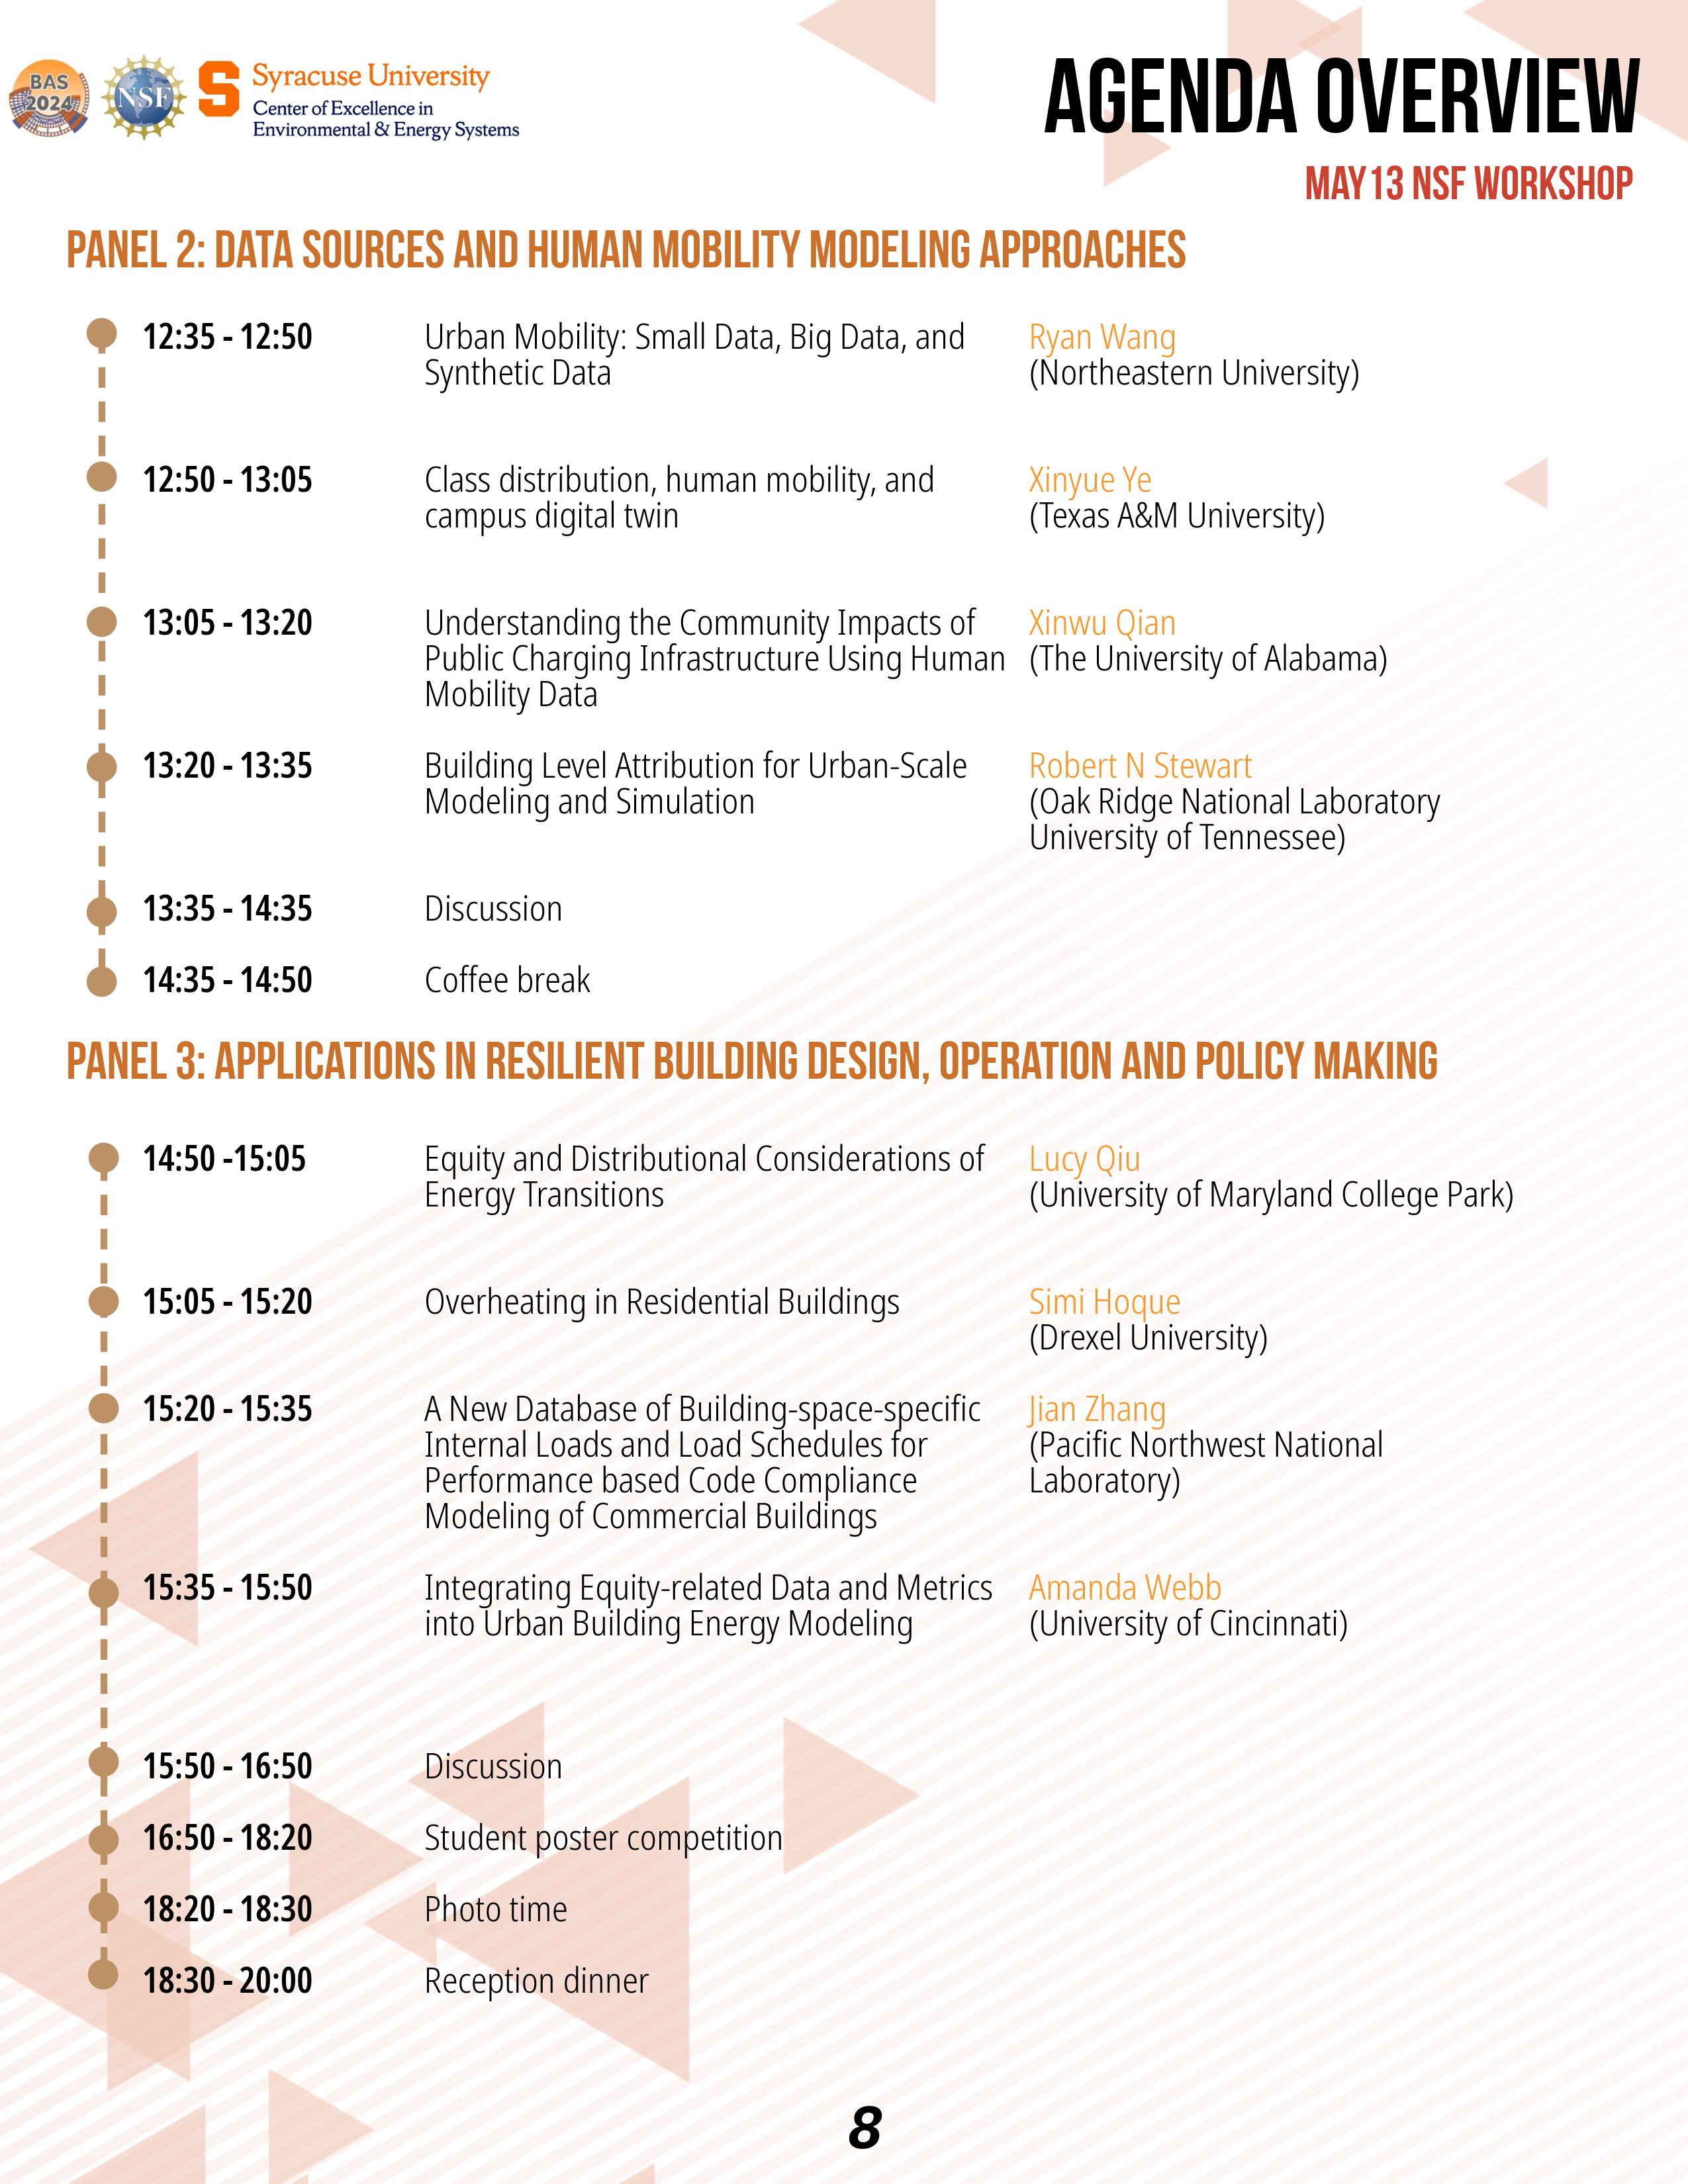 BAS
2024
NSF
S Syracuse University
Center of Excellence in
Environmental & Energy Systems
AGENDA OVERVIEW
MAY13 NSF WORKSHOP
PANEL 2: DATA SOURCES AND HUMAN MOBILITY MODELING APPROACHES
12:35 - 12:50 Urban Mobility: Small Data, Big Data, and Ryan Wang
Synthetic Data (Northeastern University)
12:50 - 13:05 Class distribution, human mobility, and Xinyue Ye
campus digital twin (Texas A&M University)
13:05 - 13:20 Understanding the Community Impacts of Xinwu Qian
Public Charging Infrastructure Using Human (The University of Alabama)
Mobility Data
13:20 - 13:35 Building Level Attribution for Urban-Scale Robert N Stewart
Modeling and Simulation (Oak Ridge National Laboratory
University of Tennessee)
13:35 - 14:35 Discussion
14:35 - 14:50 Coffee break
PANEL 3: APPLICATIONS IN RESILIENT BUILDING DESIGN, OPERATION AND POLICY MAKING
14:50 -15:05 Equity and Distributional Considerations of Lucy Qiu
Energy Transitions (University of Maryland College Park)
15:05 - 15:20 Overheating in Residential Buildings Simi Hoque
(Drexel University)
15:20 - 15:35 A New Database of Building-space-specific Jian Zhang
Internal Loads and Load Schedules for (Pacific Northwest National
Performance based Code Compliance Laboratory)
Modeling of Commercial Buildings
15:35 - 15:50 Integrating Equity-related Data and Metrics Amanda Webb
into Urban Building Energy Modeling (University of Cincinnati)
15:50 - 16:50 Discussion
16:50 - 18:20 Student poster competition
18:20 - 18:30 Photo time
18:30 - 20:00 Reception dinner
8